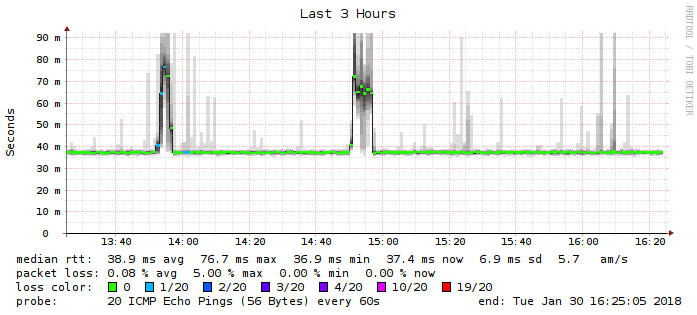 Last 3 Hours
RRDTOOL / TOBI OETIKER
Seconds
90 m
80 m
70 m
60 m
50 m
40 m
30 m
20 m
10 m
0
13:40 14:00 14:20 14:40 15:00 15:20 15:40 16:00 16:20
median rtt: 38.9 ms avg 76.7 ms max 36.9 ms min 37.4 ms now 6.9 ms sd 5.7 am/s
packet loss: 0.08 % avg 5.00 % max 0.00 % min 0.00 % now
loss color: 0 1/20 2/20 3/20 4/20 10/20 19/20
probe: 20 ICMP Echo Pings (56 Bytes) every 60s end: Tue Jan 30 16:25:05 2018